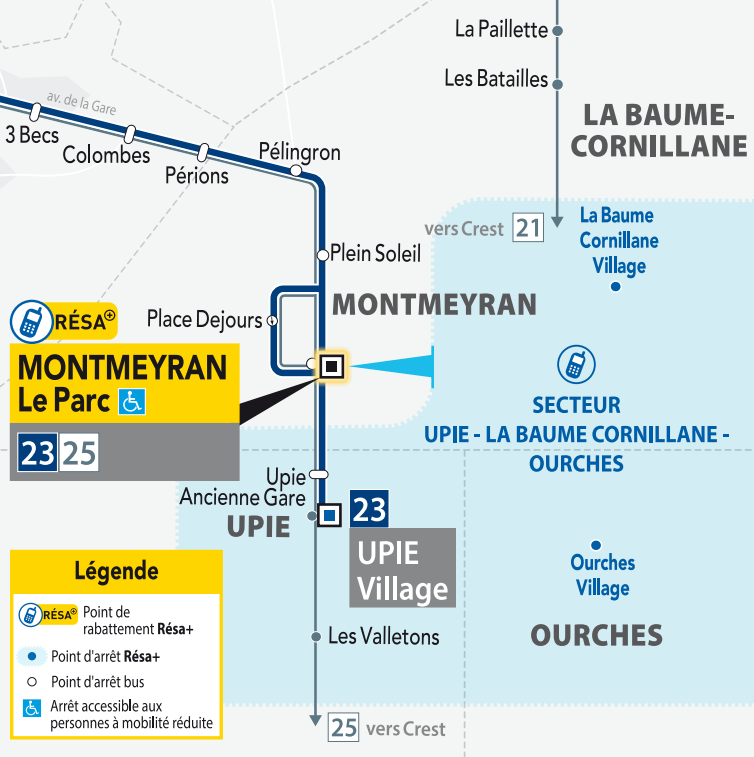 La Paillette
Les Batailles
LA BAUME-
CORNILLANE
av. de la Gare
3 Becs
Colombes
Périons
Pélingron
vers Crest 21
La Baume
Cornillane
Village
Plein Soleil
MONTMEYRAN
Place Dejours
RÉSA+
MONTMEYRAN
Le Parc
23 25
SECTEUR
UPIE - LA BAUME CORNILLANE -
OURCHES
Upie
Ancienne Gare
UPIE
23
UPIE
Village
Ourches
Village
OURCHES
Les Valletons
25 vers Crest
Légende
RÉSA+ Point de
rabattement Résa+
Point d'arrêt Résa+
Point d'arrêt bus
Arrêt accessible aux
personnes à mobilité réduite